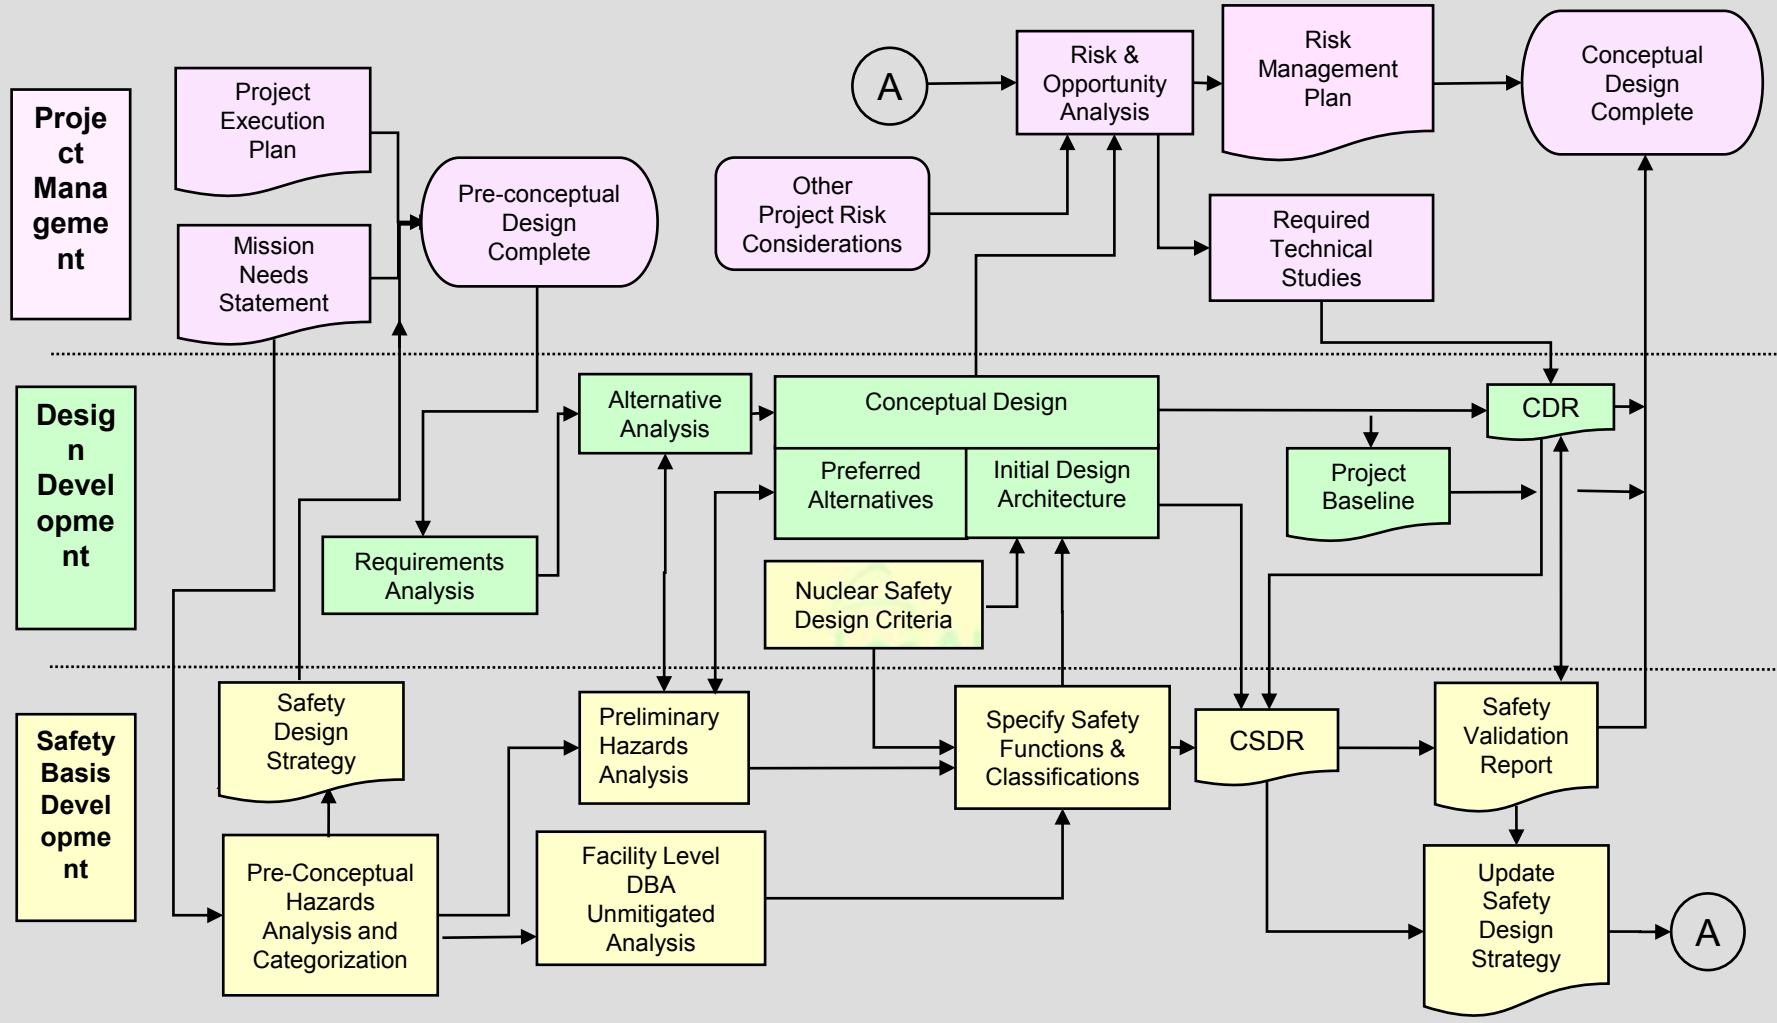 Proje
ct
Mana
geme
nt
Project
Execution
Plan
Mission
Needs
Statement
Pre-conceptual
Design
Complete
A
Risk &
Opportunity
Analysis
Risk
Management
Plan
Conceptual
Design
Complete
Other
Project Risk
Considerations
Required
Technical
Studies
Desig
n
Devel
opme
nt
Requirements
Analysis
Alternative
Analysis
Conceptual Design
Preferred
Alternatives
Initial Design
Architecture
CDR
Project
Baseline
Nuclear Safety
Design Criteria
Safety
Basis
Devel
opme
nt
Safety
Design
Strategy
Preliminary
Hazards
Analysis
Specify Safety
Functions &
Classifications
CSDR
Safety
Validation
Report
Pre-Conceptual
Hazards
Analysis and
Categorization
Facility Level
DBA
Unmitigated
Analysis
Update
Safety
Design
Strategy
A